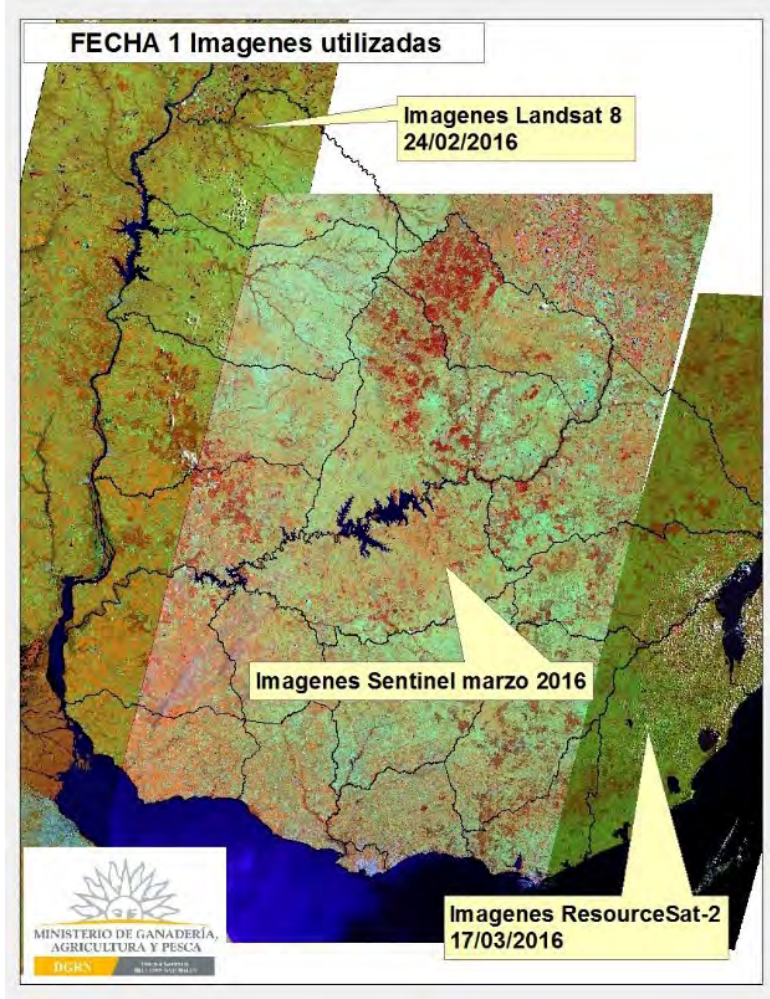 FECHA 1 Imagenes utilizadas
Imagenes Landsat 8
24/02/2016
Imagenes Sentinel marzo 2016
Imagenes ResourceSat-2
17/03/2016
MINISTERIO DE GANADERÍA,
AGRICULTURA Y PESCA
DGRN